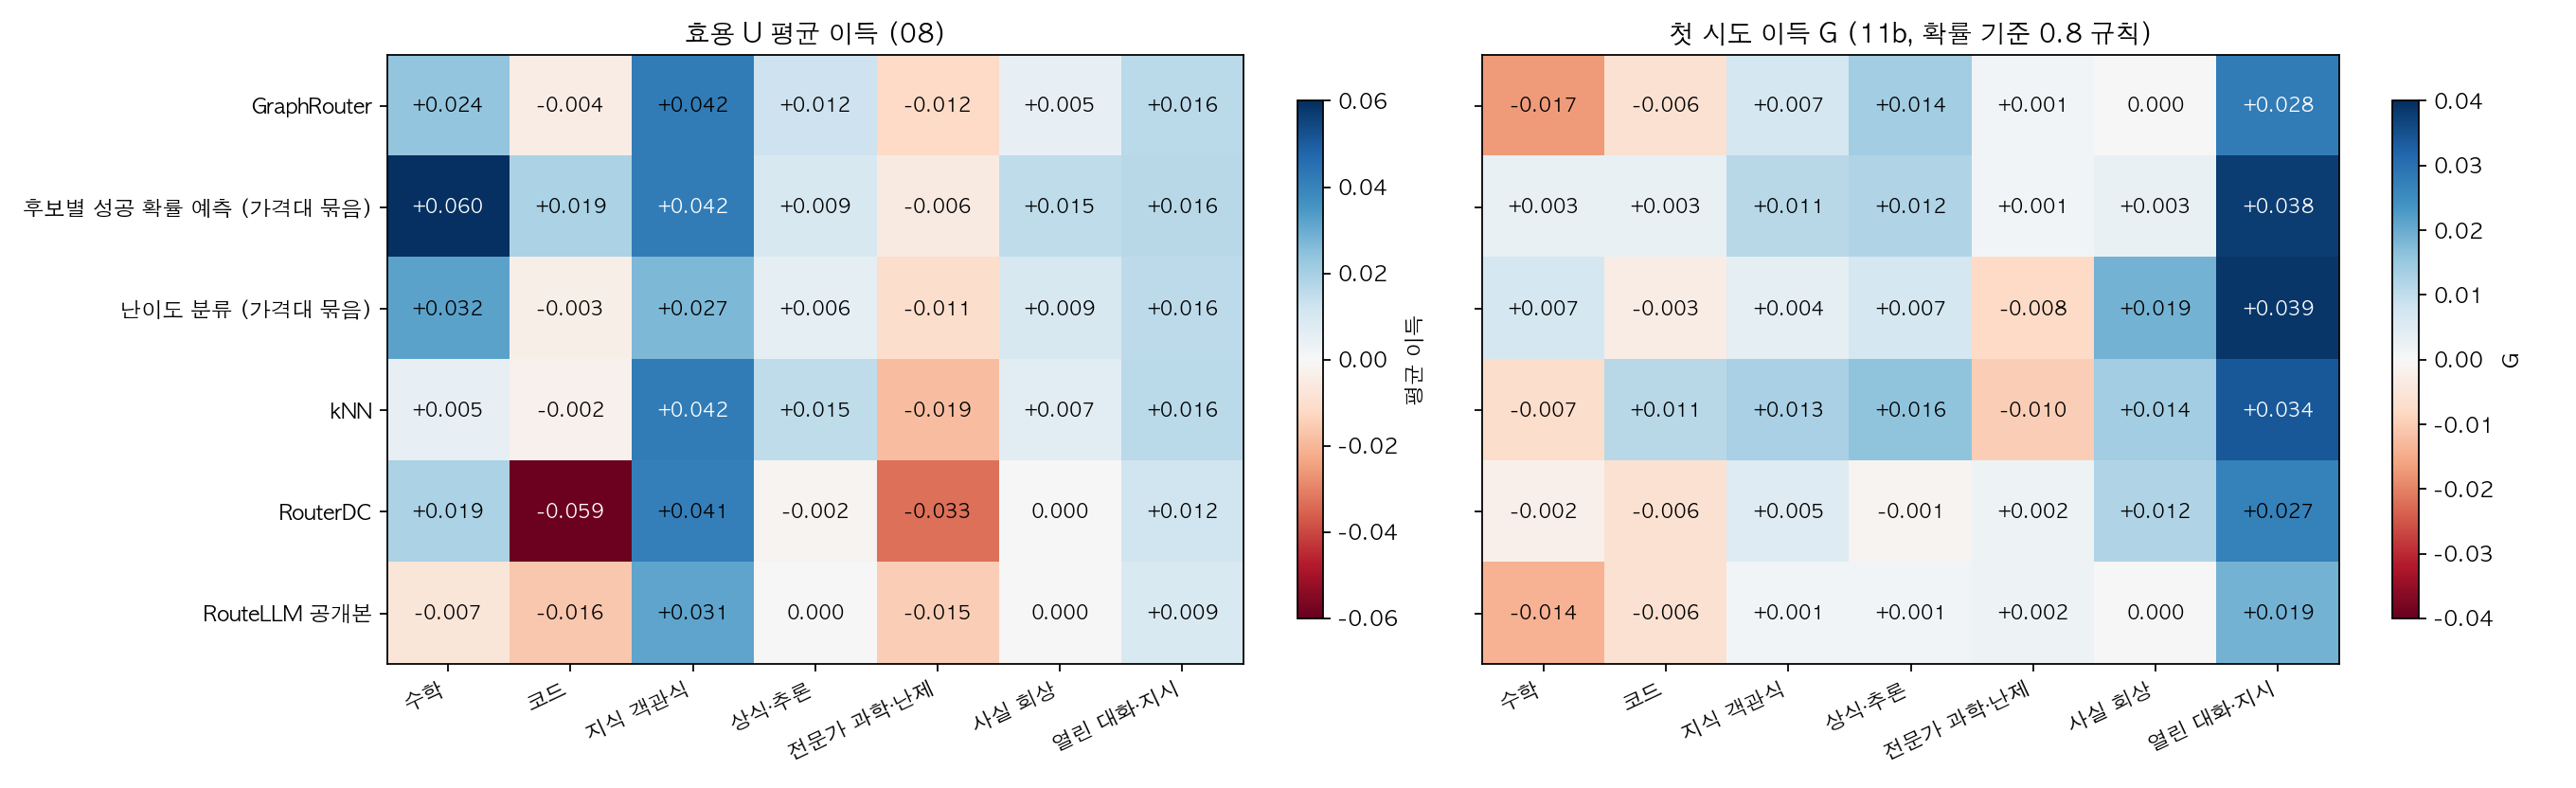 효용 U 평균 이득 (08)
GraphRouter +0.024 -0.004 +0.042 +0.012 -0.012 +0.005 +0.016
후보별 성공 확률 예측 (가격대 묶음) +0.060 +0.019 +0.042 +0.009 -0.006 +0.015 +0.016
난이도 분류 (가격대 묶음) +0.032 -0.003 +0.027 +0.006 -0.011 +0.009 +0.016
kNN +0.005 -0.002 +0.042 +0.015 -0.019 +0.007 +0.016
RouterDC +0.019 -0.059 +0.041 -0.002 -0.033 0.000 +0.012
RouteLLM 공개본 -0.007 -0.016 +0.031 0.000 -0.015 0.000 +0.009
수학
코드
지식 객관식
상식·추론
전문가 과학·난제
사실 회상
열린 대화·지시
0.06
0.04
0.02
0.00
-0.02
-0.04
-0.06
평균 이득
첫 시도 이득 G (11b, 확률 기준 0.8 규칙)
-0.017 -0.006 +0.007 +0.014 +0.001 0.000 +0.028
+0.003 +0.003 +0.011 +0.012 +0.001 +0.003 +0.038
+0.007 -0.003 +0.004 +0.007 -0.008 +0.019 +0.039
-0.007 +0.011 +0.013 +0.016 -0.010 +0.014 +0.034
-0.002 -0.006 +0.005 -0.001 +0.002 +0.012 +0.027
-0.014 -0.006 +0.001 +0.001 +0.002 0.000 +0.019
수학
코드
지식 객관식
상식·추론
전문가 과학·난제
사실 회상
열린 대화·지시
0.04
0.03
0.02
0.01
0.00
-0.01
-0.02
-0.03
-0.04
G